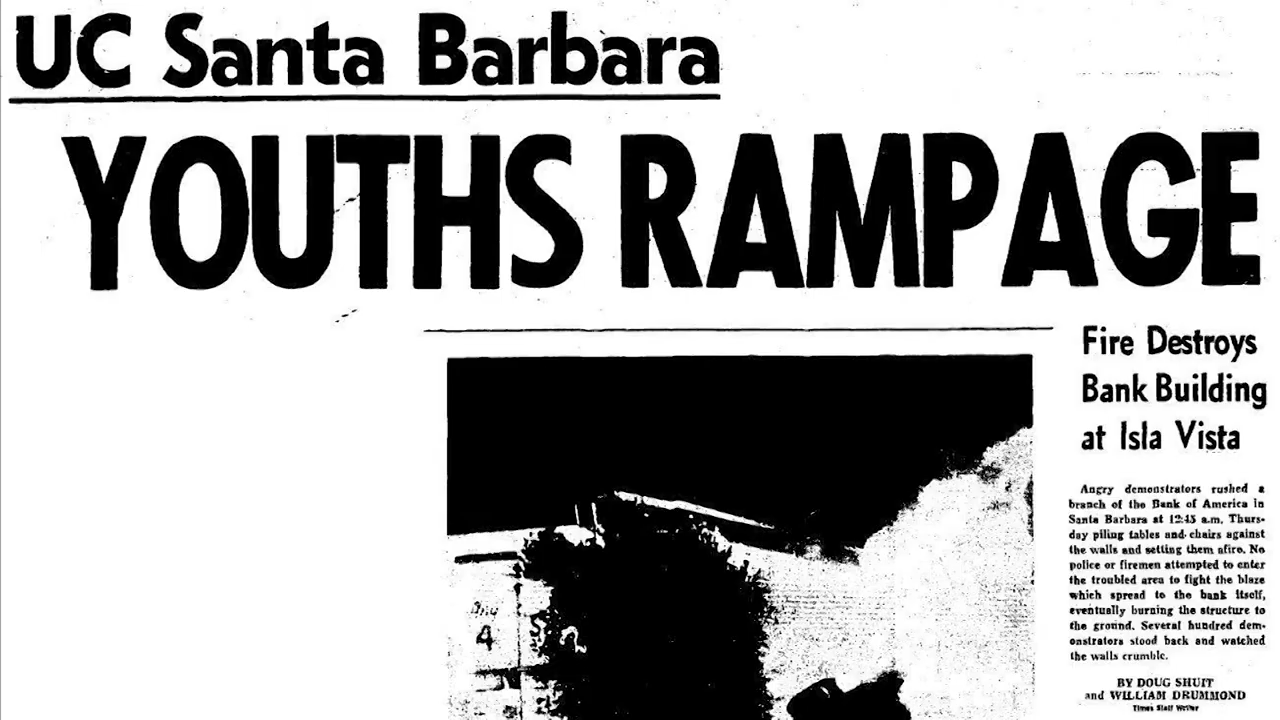 UC Santa Barbara
YOUTHS RAMPAGE
Fire Destroys
Bank Building
at Isla Vista
Angry demonstrators rushed a
branch of the Bank of America in
Santa Barbara at 12:45 a.m. Thurs-
day piling tables and chairs against
the walls and setting them afire. No
police or firemen attempted to enter
the troubled area to fight the blaze
which spread to the bank itself,
eventually burning the structure to
the ground. Several hundred dem-
onstrators stood back and watched
the walls crumble.
BY DOUG SHUIT
and WILLIAM DRUMMOND
Times Staff Writer
4